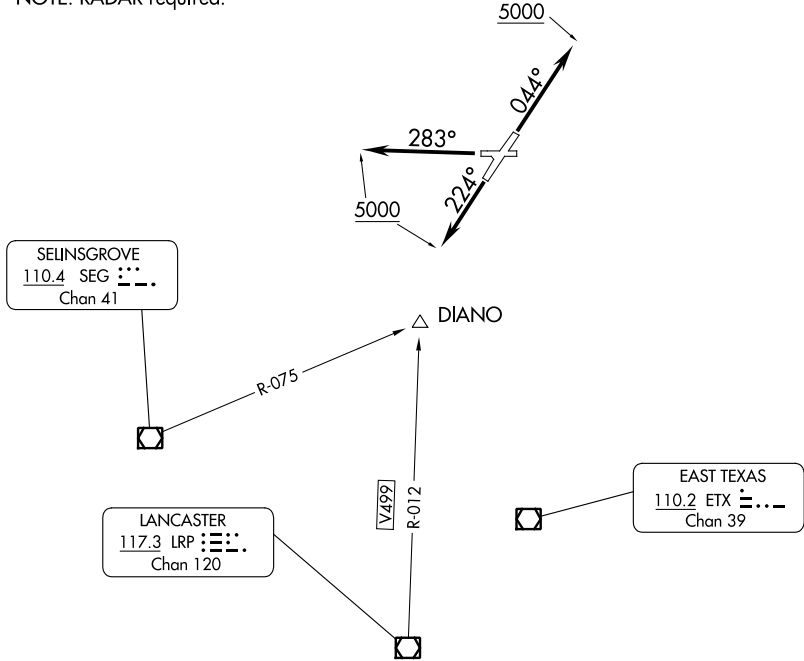 NOTE: RADAR required.
5000
044°
283°
224°
5000
SELINSGROVE
110.4 SEG
Chan 41
DIANO
R-075
V499
R-012
EAST TEXAS
110.2 ETX
Chan 39
LANCASTER
117.3 LRP
Chan 120